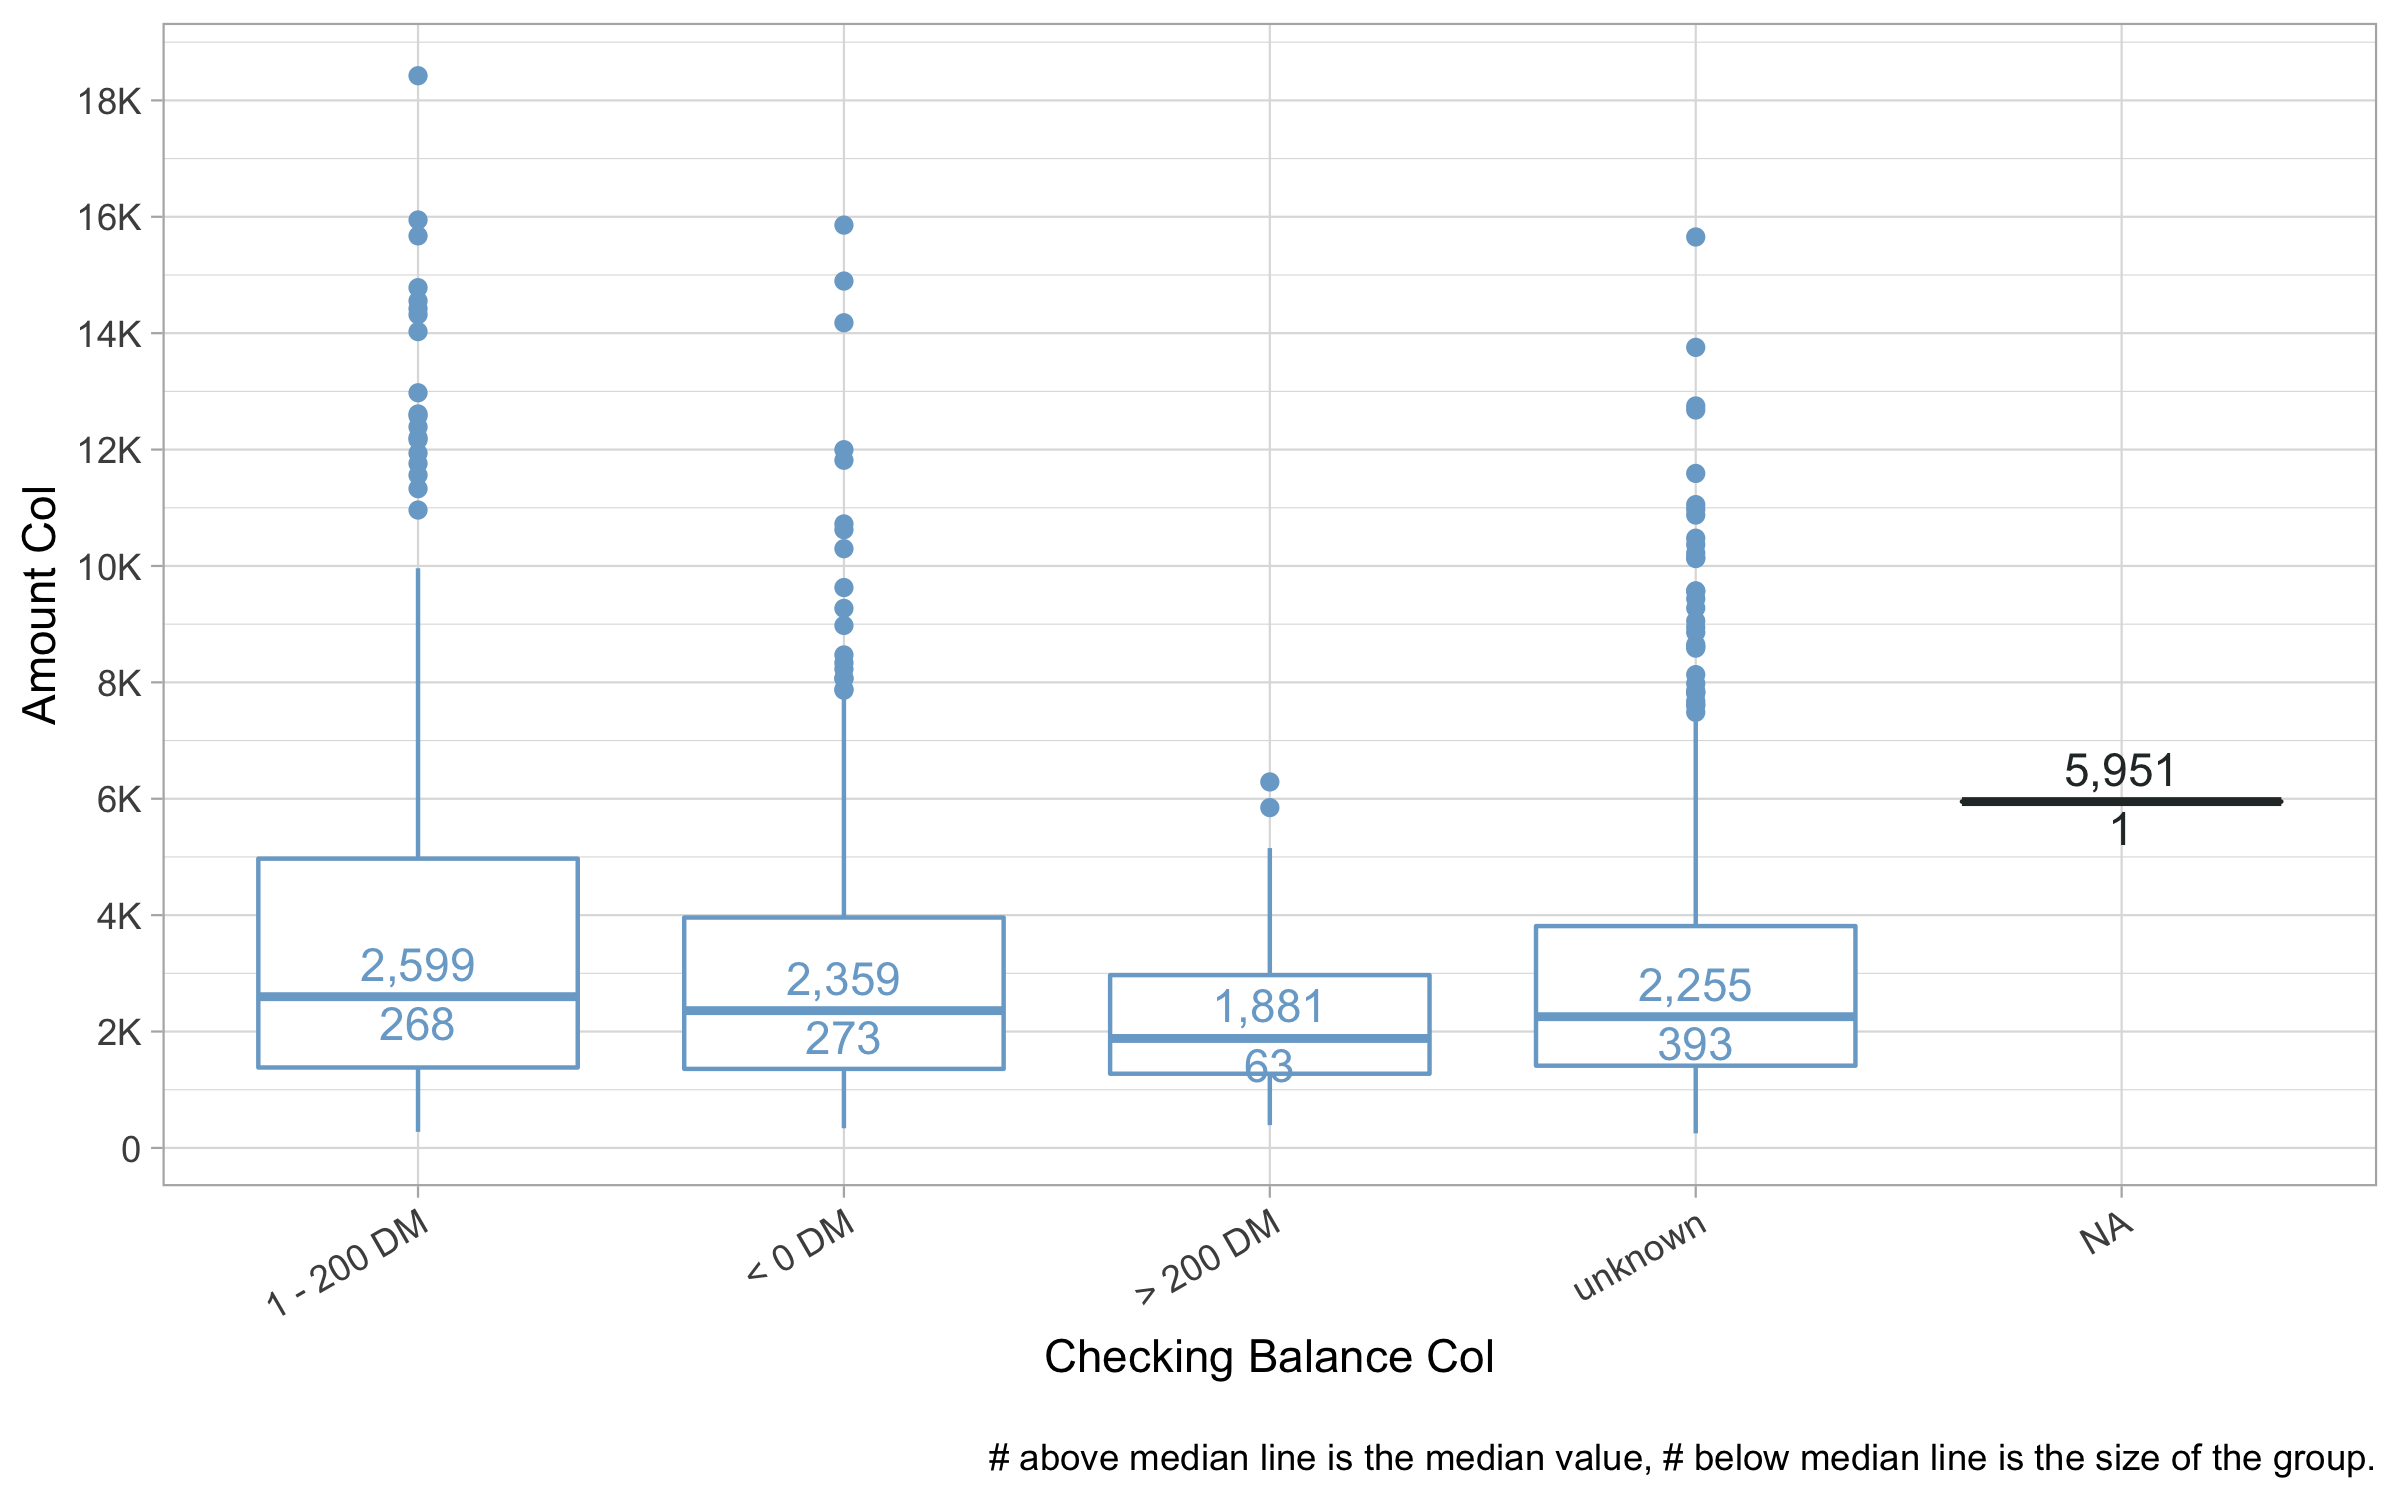 18K
16K
14K
12K
10K
8K
6K
4K
2K
0
Amount Col
2,599
268
2,359
273
1,881
63
2,255
393
5,951
1
1 - 200 DM
< 0 DM
> 200 DM
unknown
NA
Checking Balance Col
# above median line is the median value, # below median line is the size of the group.